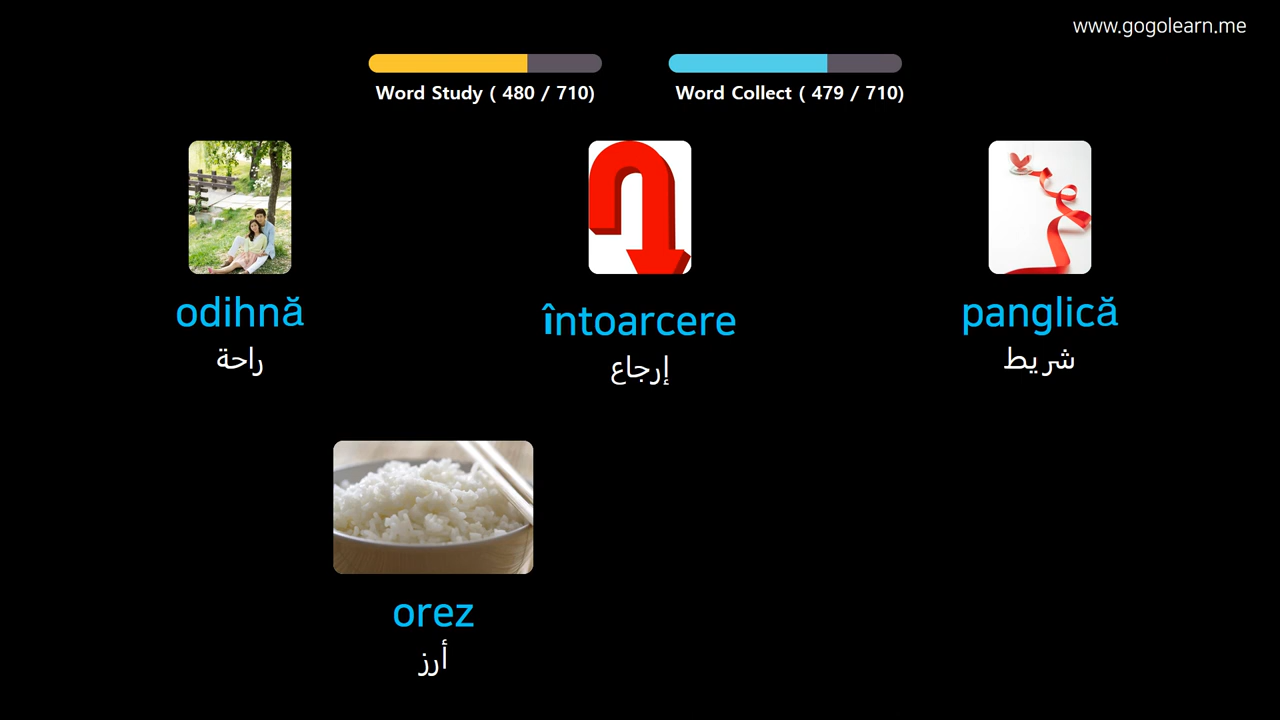 www.gogolearn.me
Word Study ( 480 / 710)
Word Collect ( 479 / 710)
odihnă
راحة
întoarcere
إرجاع
panglică
شريط
orez
أرز